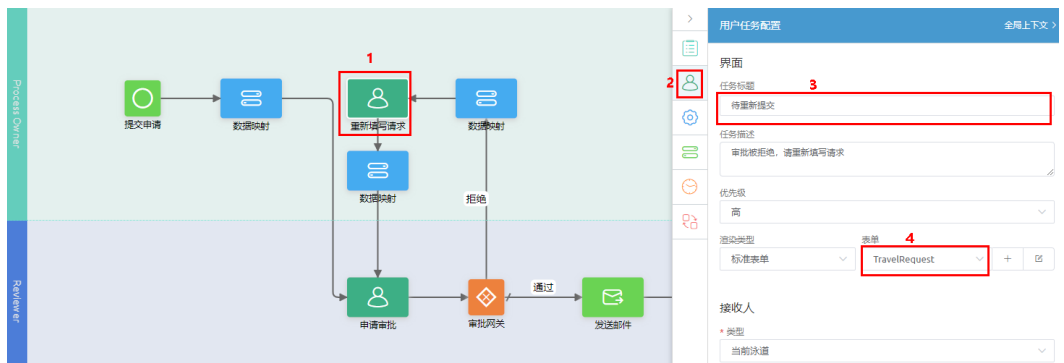 Process Owner
1
提交申请
数据映射
重新填写请求
数据映射
数据映射
拒绝
Reviewer
申请审批
审批网关
通过
发送邮件
2
用户任务配置
全局上下文 >
界面
任务标题
3
待重新提交
任务描述
审批被拒绝，请重新填写请求
优先级
高
渲染类型
表单
4
标准表单
TravelRequest
接收人
* 类型
当前泳道